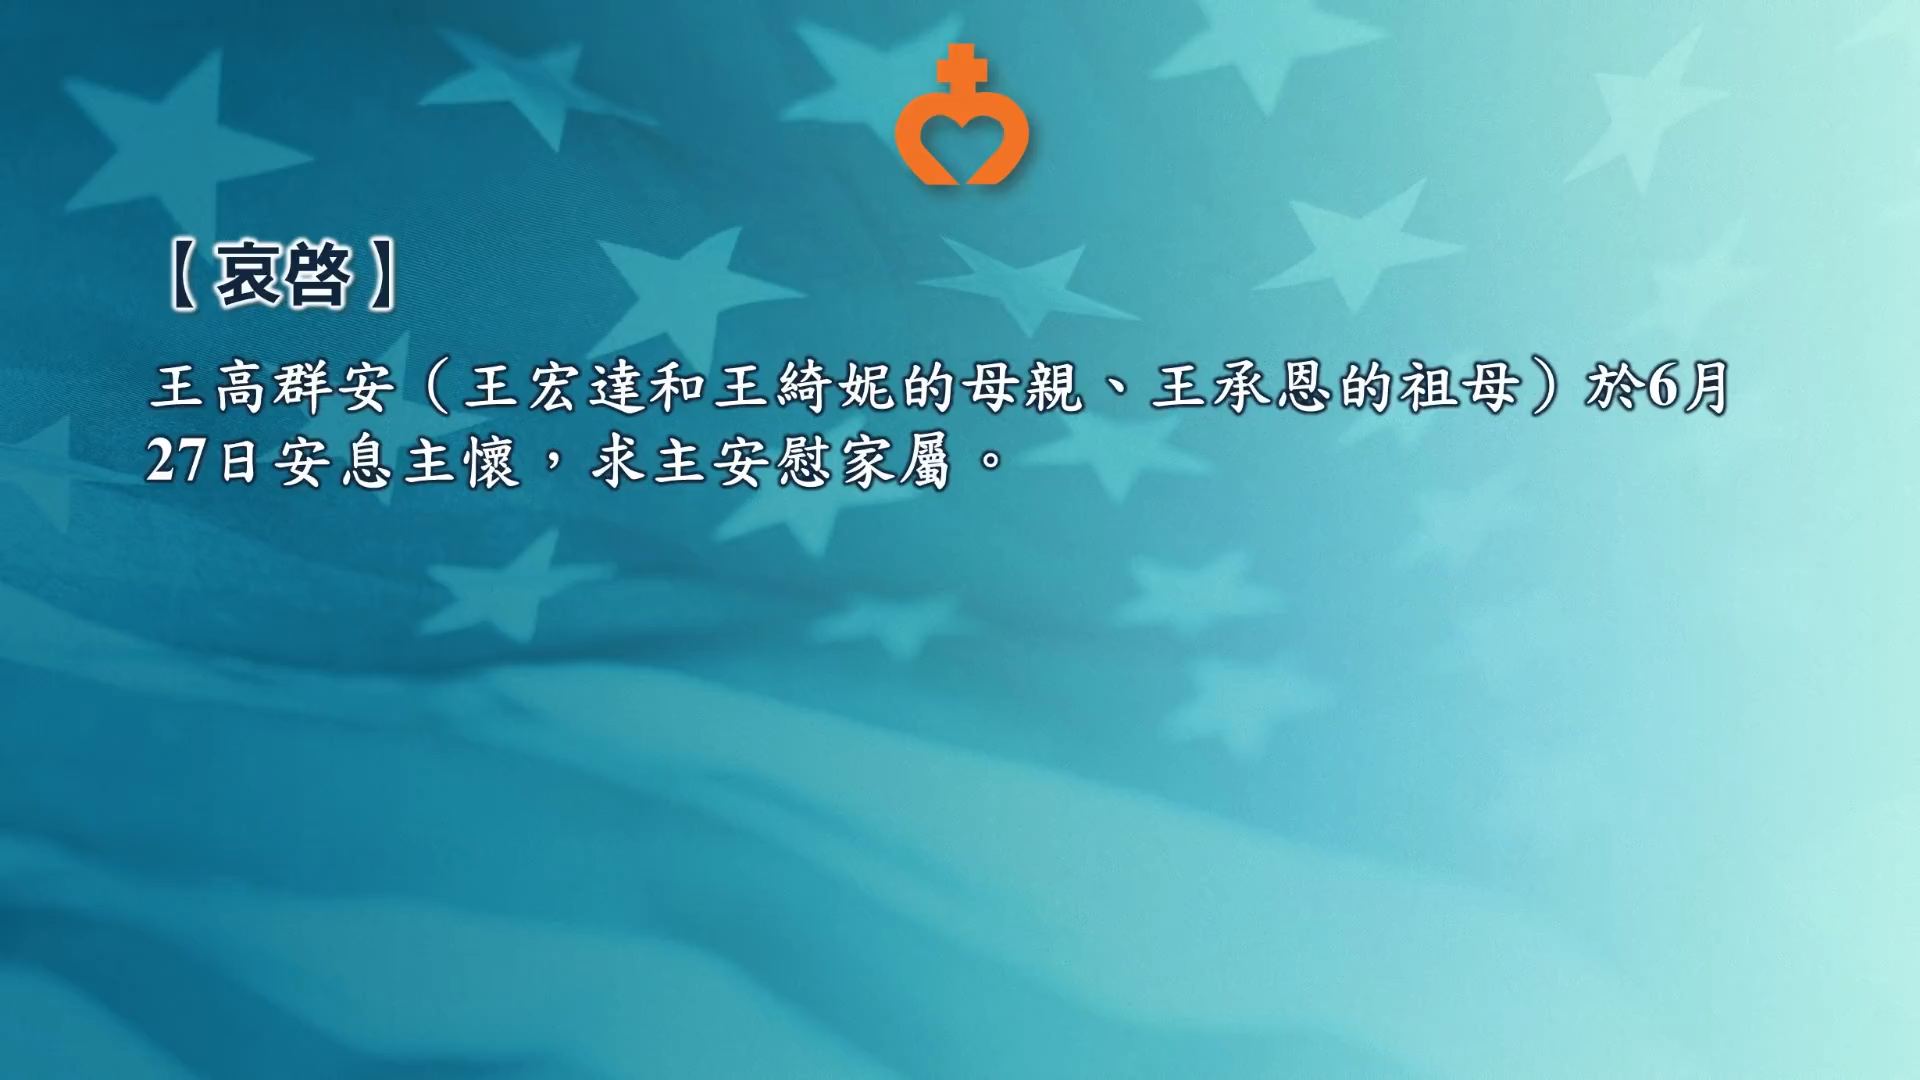 【哀啓】
王高群安（王宏達和王綺妮的母親、王承恩的祖母）於6月
27日安息主懷，求主安慰家屬。